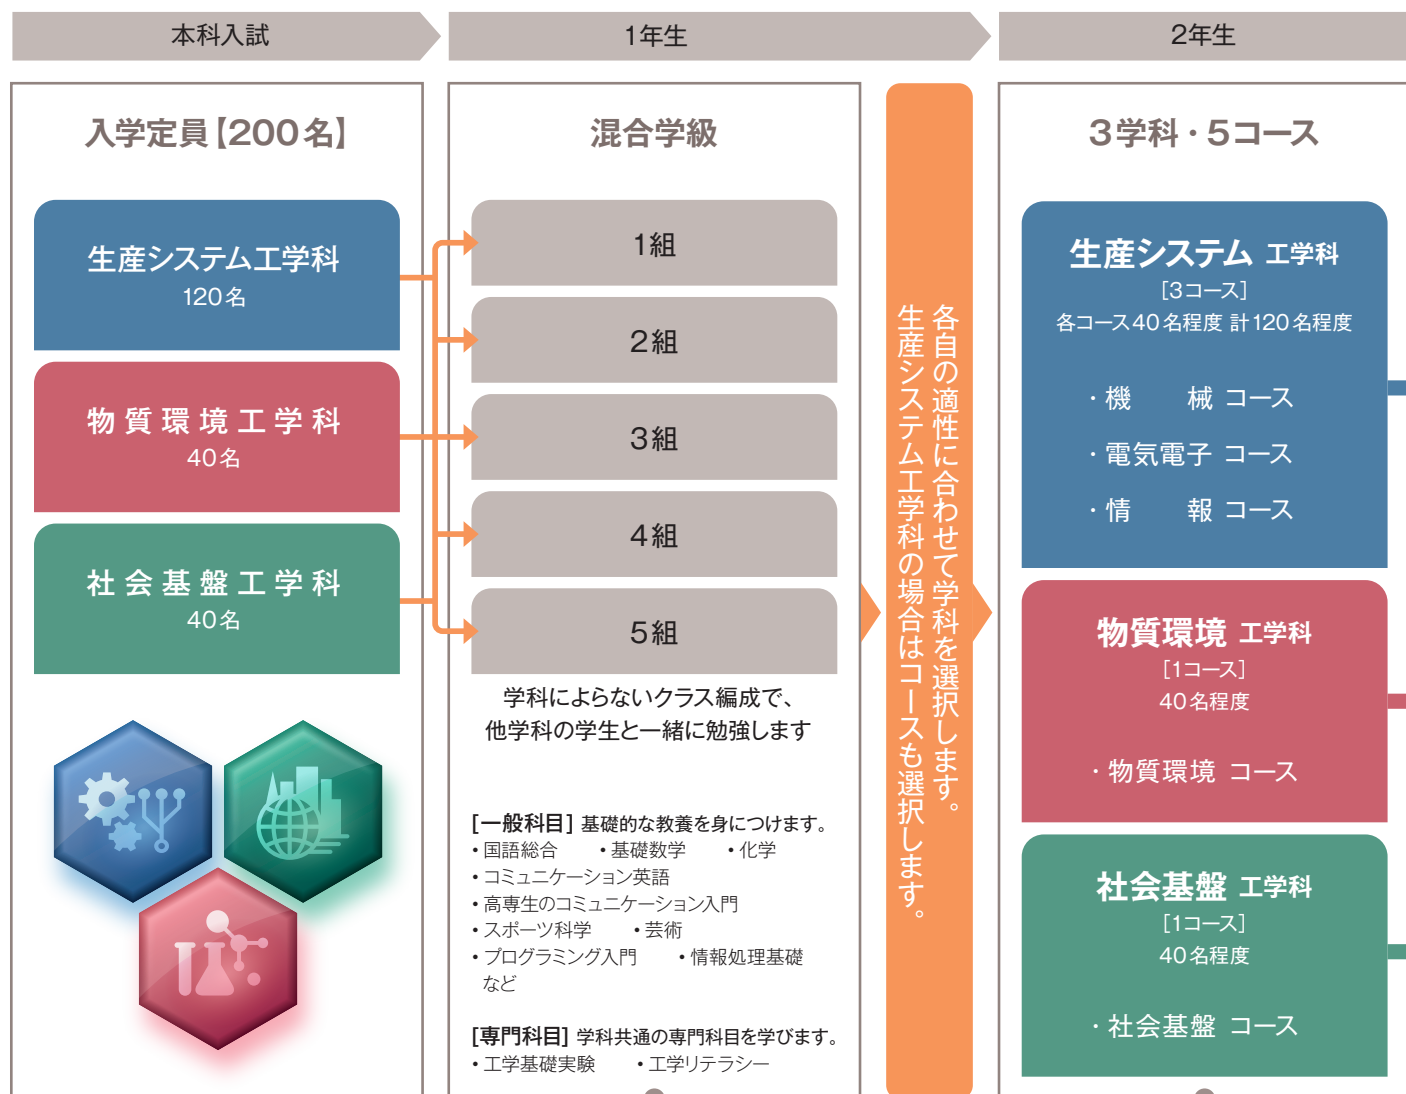 本科入試
1年生
2年生
入学定員【200名】
生産システム工学科
120名
物質環境工学科
40名
社会基盤工学科
40名
混合学級
1組
2組
3組
4組
5組
学科によらないクラス編成で、
他学科の学生と一緒に勉強します
[一般科目] 基礎的な教養を身につけます。
・国語総合 ・基礎数学 ・化学
・コミュニケーション英語
・高専生のコミュニケーション入門
・スポーツ科学 ・芸術
・プログラミング入門 ・情報処理基礎
など
[専門科目] 学科共通の専門科目を学びます。
・工学基礎実験 ・工学リテラシー
各自の適性に合わせて学科を選択します。
生産システム工学科の場合はコースも選択します。
3学科・5コース
生産システム 工学科
[3コース]
各コース40名程度 計120名程度
・機 械 コース
・電気電子 コース
・情 報 コース
物質環境 工学科
[1コース]
40名程度
・物質環境 コース
社会基盤 工学科
[1コース]
40名程度
・社会基盤 コース